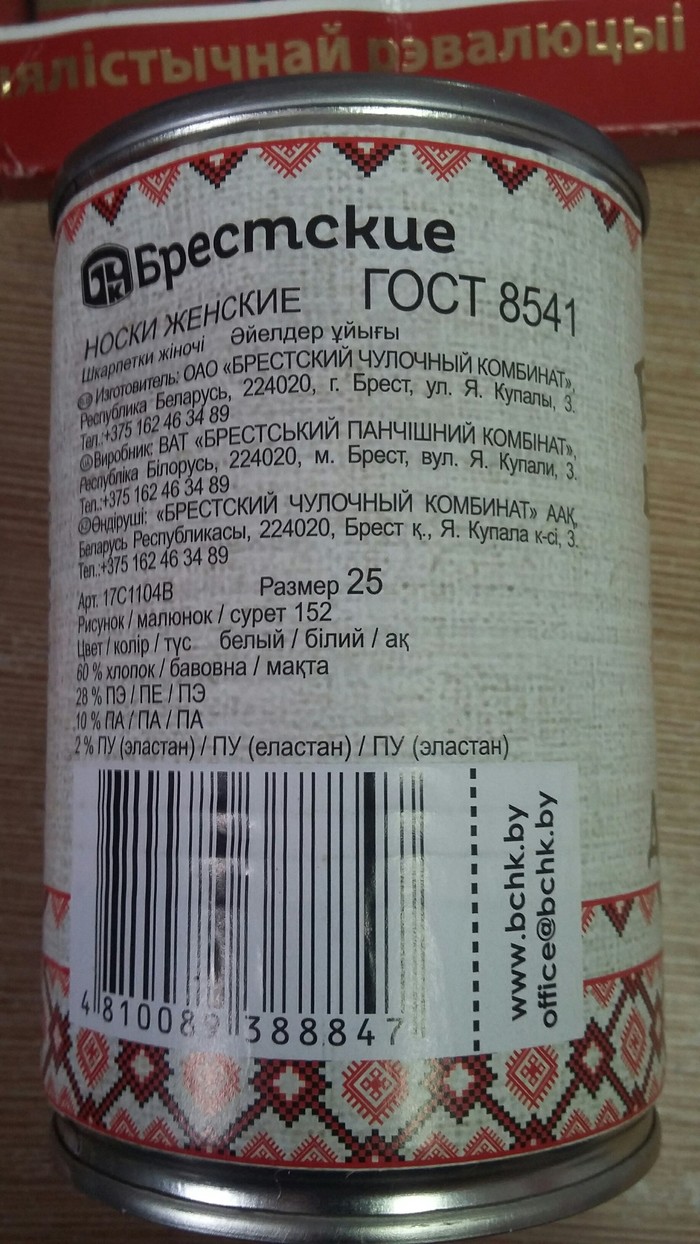 рэвалюцыі
Брестские
ГОСТ 8541
НОСКИ ЖЕНСКИЕ
Шкарпетки жіночі Әйелдер ұйығы
Изготовитель: ОАО «БРЕСТСКИЙ ЧУЛОЧНЫЙ КОМБИНАТ»,
Республика Беларусь, 224020, г. Брест, ул. Я. Купалы, 3.
Тел.:+375 162 46 34 89
Виробник: ВАТ «БРЕСТСЬКИЙ ПАНЧІШНИЙ КОМБІНАТ»,
Республіка Білорусь, 224020, м. Брест, вул. Я. Купали, 3.
Тел.:+375 162 46 34 89
Өндіруші: «БРЕСТСКИЙ ЧУЛОЧНЫЙ КОМБИНАТ» ААҚ,
Беларусь Республикасы, 224020, Брест қ., Я. Купала к-сі, 3.
Тел.:+375 162 46 34 89
Арт. 17С1104В Размер 25
Рисунок / малюнок / сурет 152
Цвет / колір / түс белый / білий / ақ
60 % хлопок / бавовна / мақта
28 % ПЭ / ПЕ / ПЭ
10 % ПА / ПА / ПА
2 % ПУ (эластан) / ПУ (еластан) / ПУ (эластан)
4 810089 388847
www.bchk.by
office@bchk.by